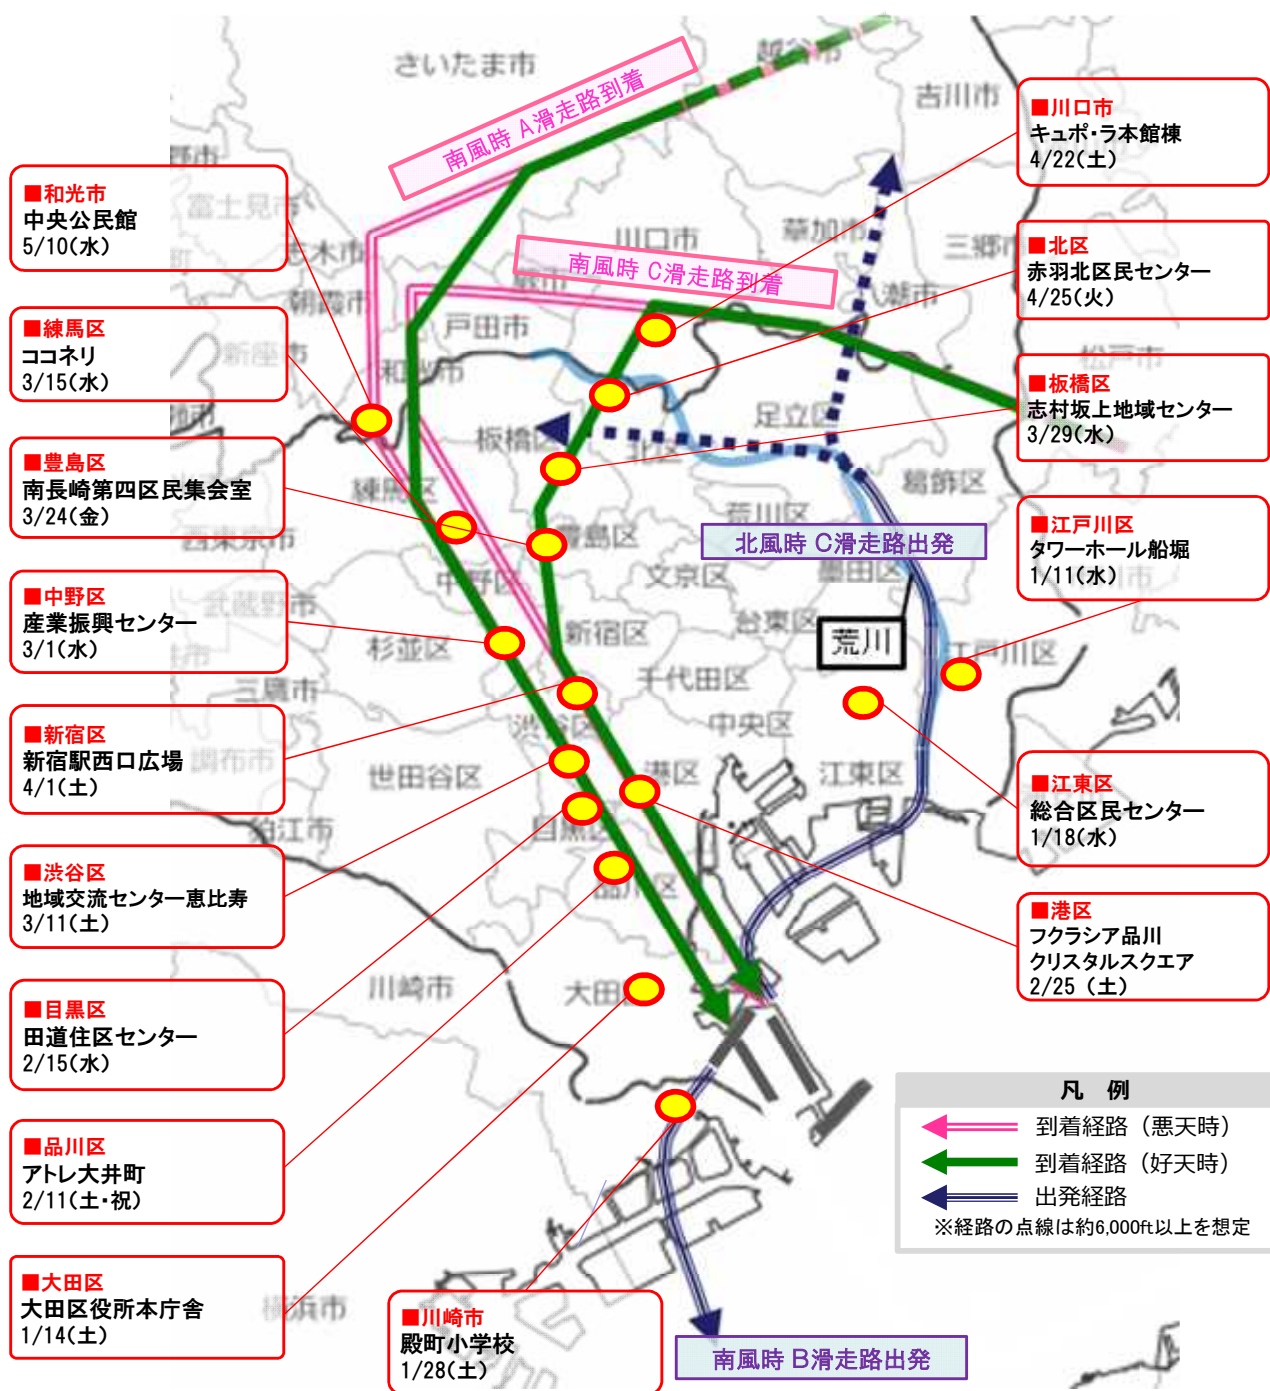 さいたま市
越谷市
吉川市
南風時 A滑走路到着
■川口市
キュポ・ラ本館棟
4/22(土)
■和光市
中央公民館
5/10(水)
富士見市
志木市
朝霞市
新座市
川口市
草加市
三郷市
八潮市
戸田市
南風時 C滑走路到着
■北区
赤羽北区民センター
4/25(火)
■練馬区
ココネリ
3/15(水)
和光市
松戸市
足立区
板橋区
北区
■板橋区
志村坂上地域センター
3/29(水)
■豊島区
南長崎第四区民集会室
3/24(金)
練馬区
葛飾区
荒川区
西東京市
豊島区
北風時 C滑走路出発
■江戸川区
タワーホール船堀
1/11(水)
■中野区
産業振興センター
3/1(水)
中野区
文京区
墨田区
武蔵野市
台東区
新宿区
杉並区
荒川
江戸川区
三鷹市
千代田区
■新宿区
新宿駅西口広場
4/1(土)
渋谷区
中央区
調布市
世田谷区
港区
江東区
■江東区
総合区民センター
1/18(水)
狛江市
目黒区
■渋谷区
地域交流センター恵比寿
3/11(土)
品川区
■港区
フクラシア品川
クリスタルスクエア
2/25 (土)
川崎市
大田区
■目黒区
田道住区センター
2/15(水)
■品川区
アトレ大井町
2/11(土・祝)
凡 例
到着経路（悪天時）
到着経路（好天時）
出発経路
※経路の点線は約6,000ft以上を想定
■大田区
大田区役所本庁舎
1/14(土)
横浜市
■川崎市
殿町小学校
1/28(土)
南風時 B滑走路出発